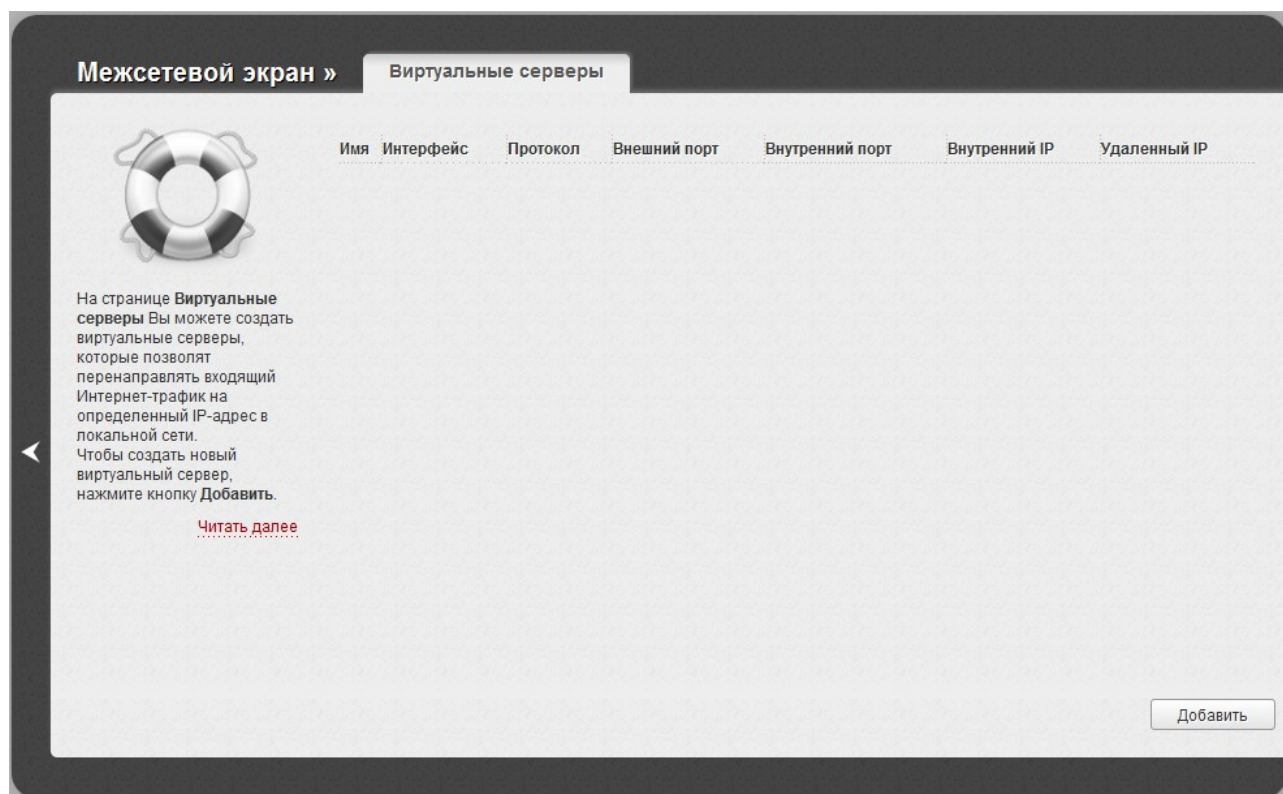 Межсетевой экран »
Виртуальные серверы
Имя Интерфейс Протокол Внешний порт Внутренний порт Внутренний IP Удаленный IP
На странице Виртуальные
серверы Вы можете создать
виртуальные серверы,
которые позволят
перенаправлять входящий
Интернет-трафик на
определенный IP-адрес в
локальной сети.
Чтобы создать новый
виртуальный сервер,
нажмите кнопку Добавить.
Читать далее
Добавить